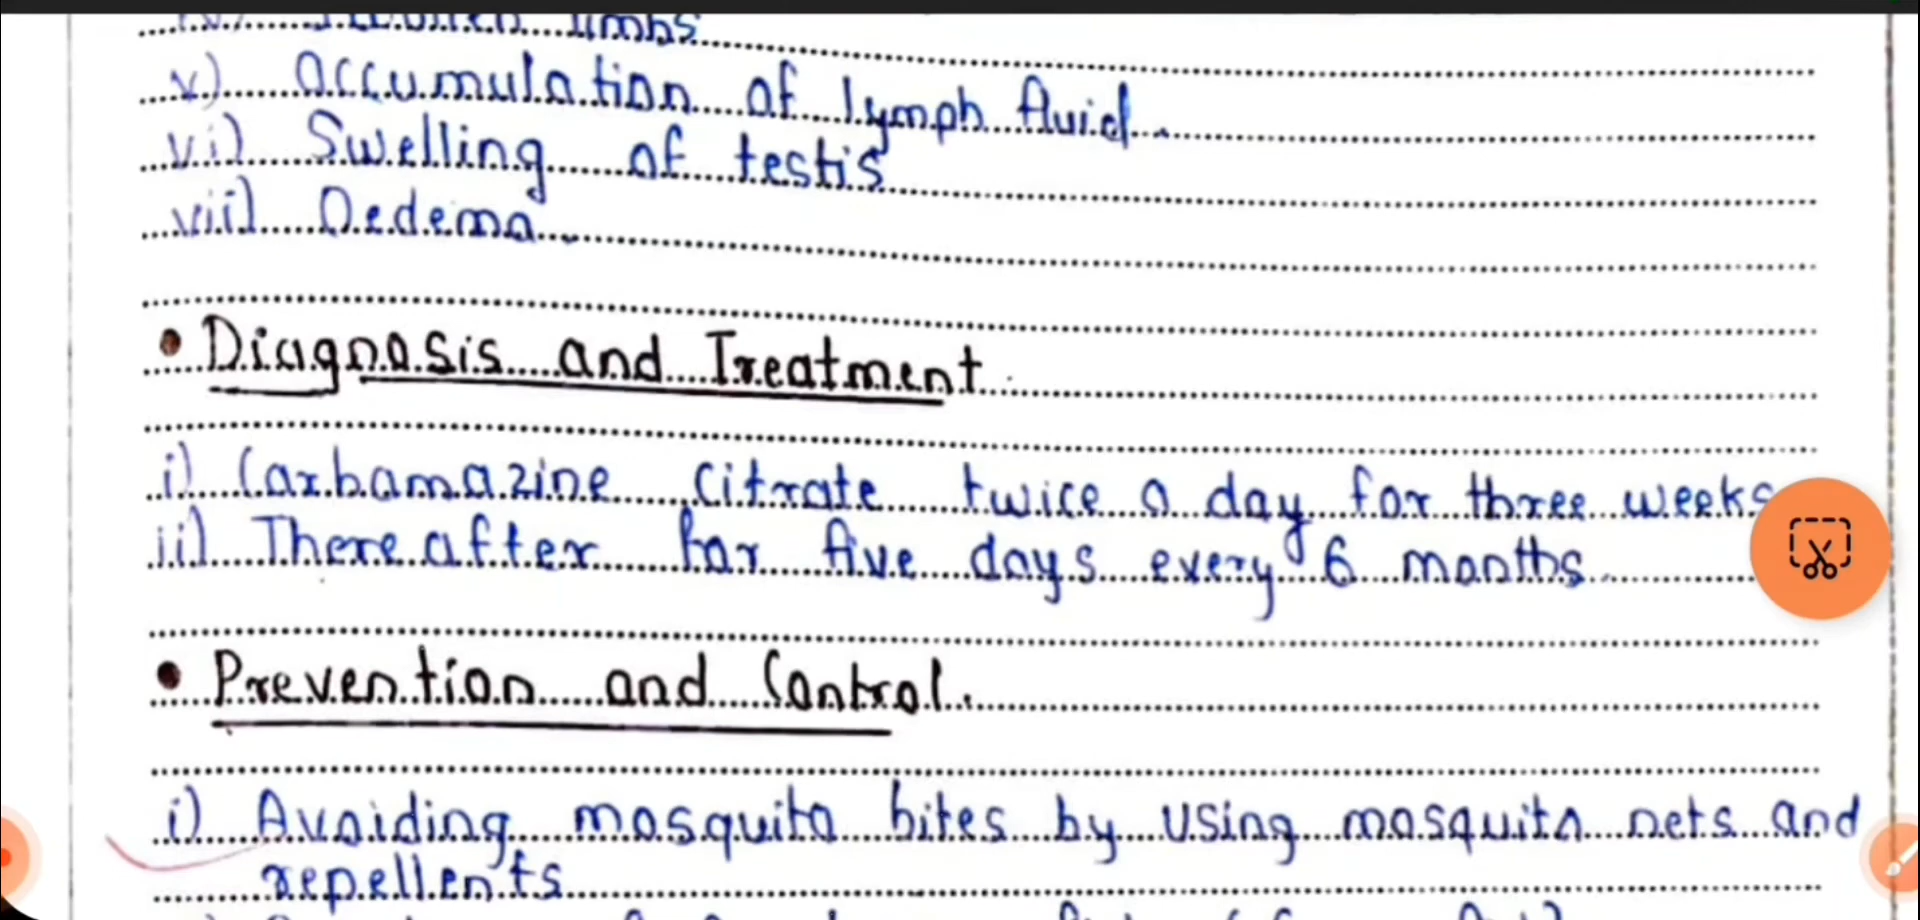 limbs
v) Accumulation of lymph fluid.
vi) Swelling of testis
vii) Oedema.
• Diagnosis and Treatment
i) Carbamazine citrate twice a day for three weeks
ii) Thereafter for five days every 6 months.
• Prevention and Control.
i) Avoiding mosquito bites by using mosquito nets and
repellents